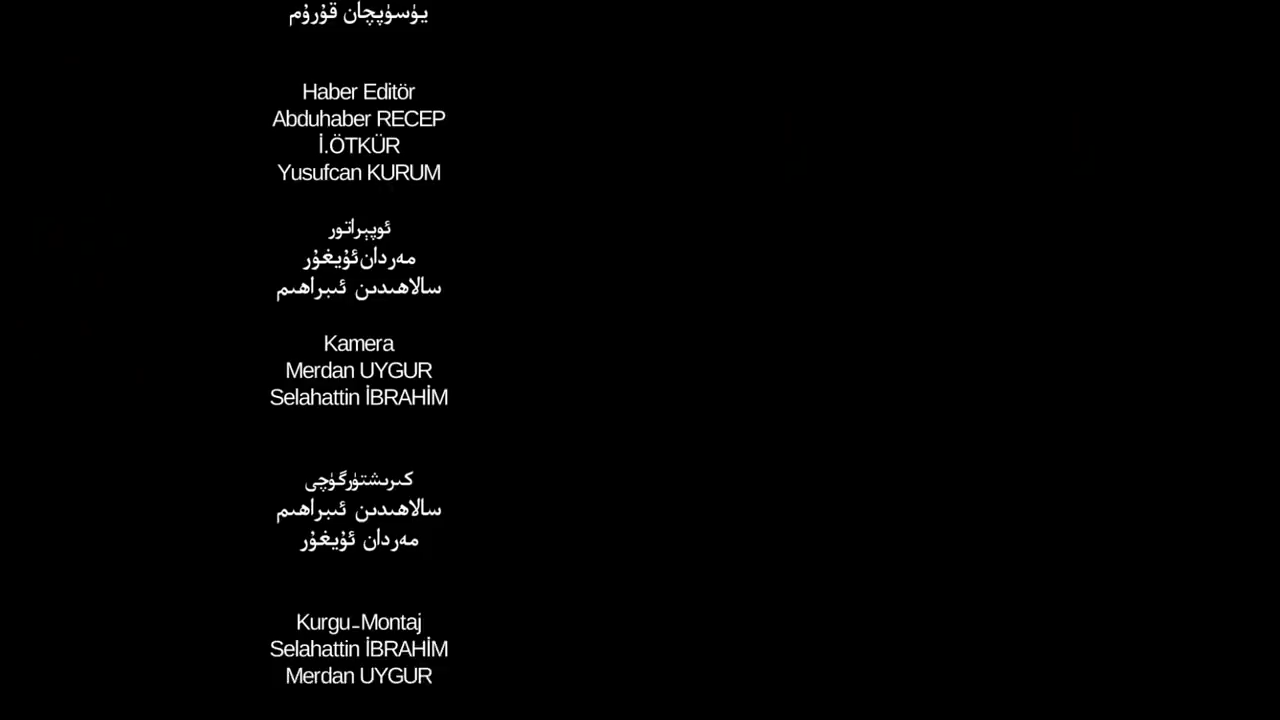 يۈسۈپچان قۇرۇم
Haber Editör
Abduhaber RECEP
İ.ÖTKÜR
Yusufcan KURUM
ئوپېراتور
مەردان ئۇيغۇر
سالاھىدىن ئىبراھىم
Kamera
Merdan UYGUR
Selahattin İBRAHİM
كىرىشتۈرگۈچى
سالاھىدىن ئىبراھىم
مەردان ئۇيغۇر
Kurgu-Montaj
Selahattin İBRAHİM
Merdan UYGUR